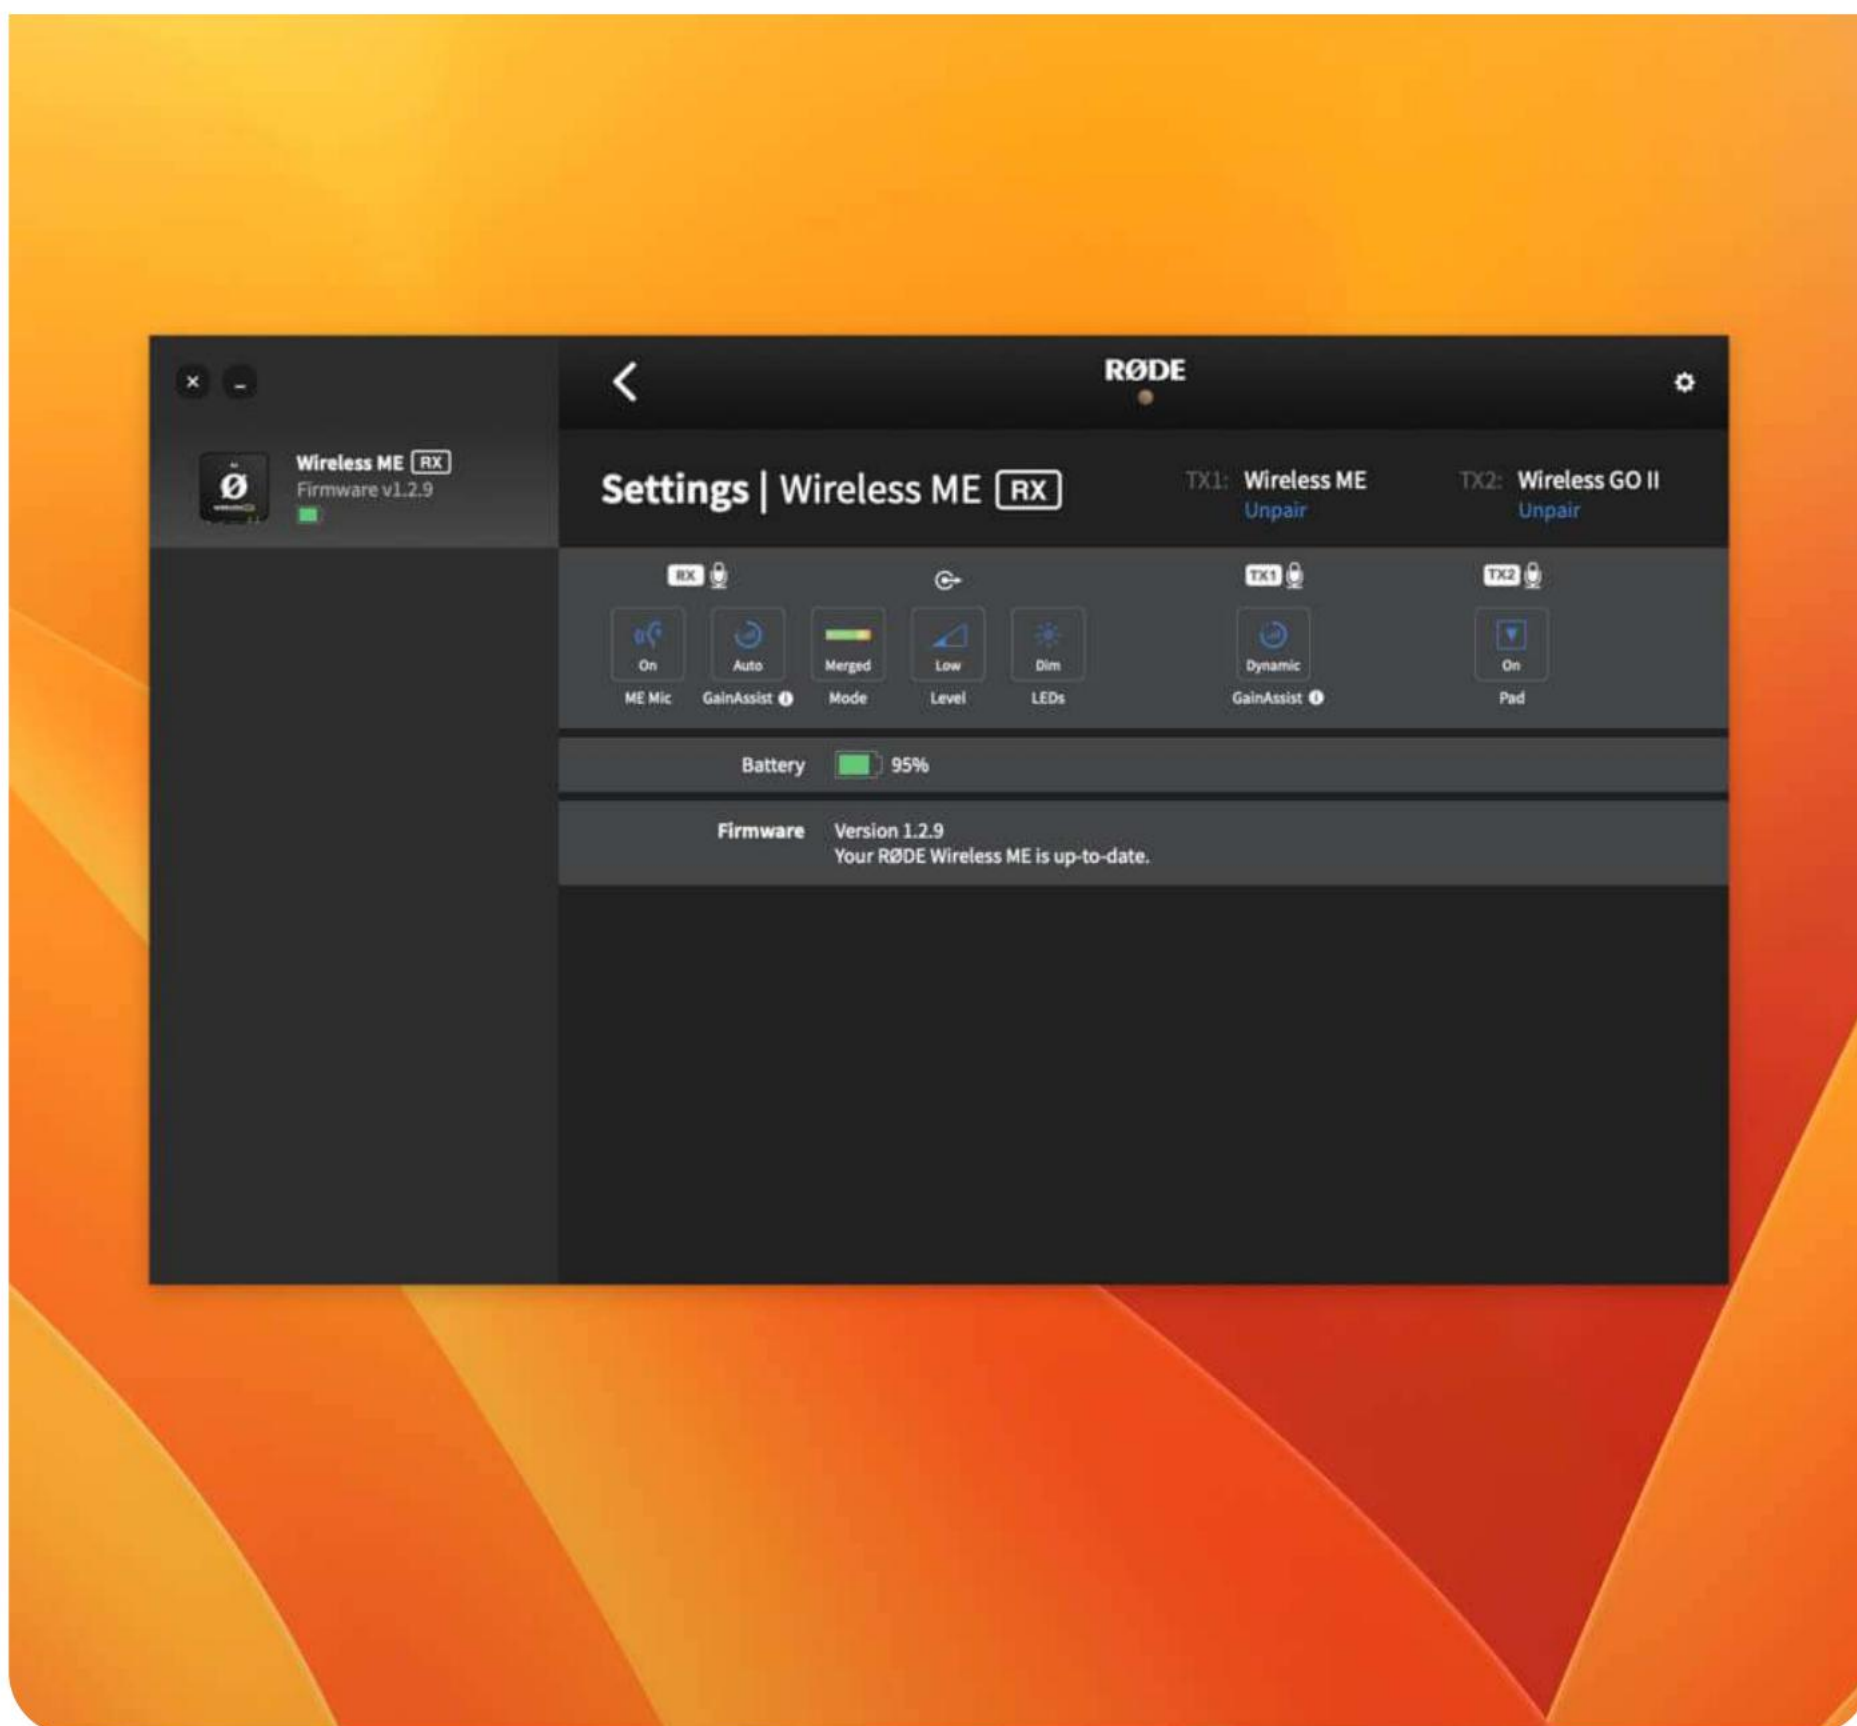 RØDE
Wireless ME RX
Firmware v1.2.9
Settings | Wireless ME RX
TX1: Wireless ME
Unpair
TX2: Wireless GO II
Unpair
RX
TX1
TX2
On
Auto
Merged
Low
Dim
Dynamic
On
ME Mic
GainAssist
Mode
Level
LEDs
GainAssist
Pad
Battery 95%
Firmware Version 1.2.9
Your RØDE Wireless ME is up-to-date.